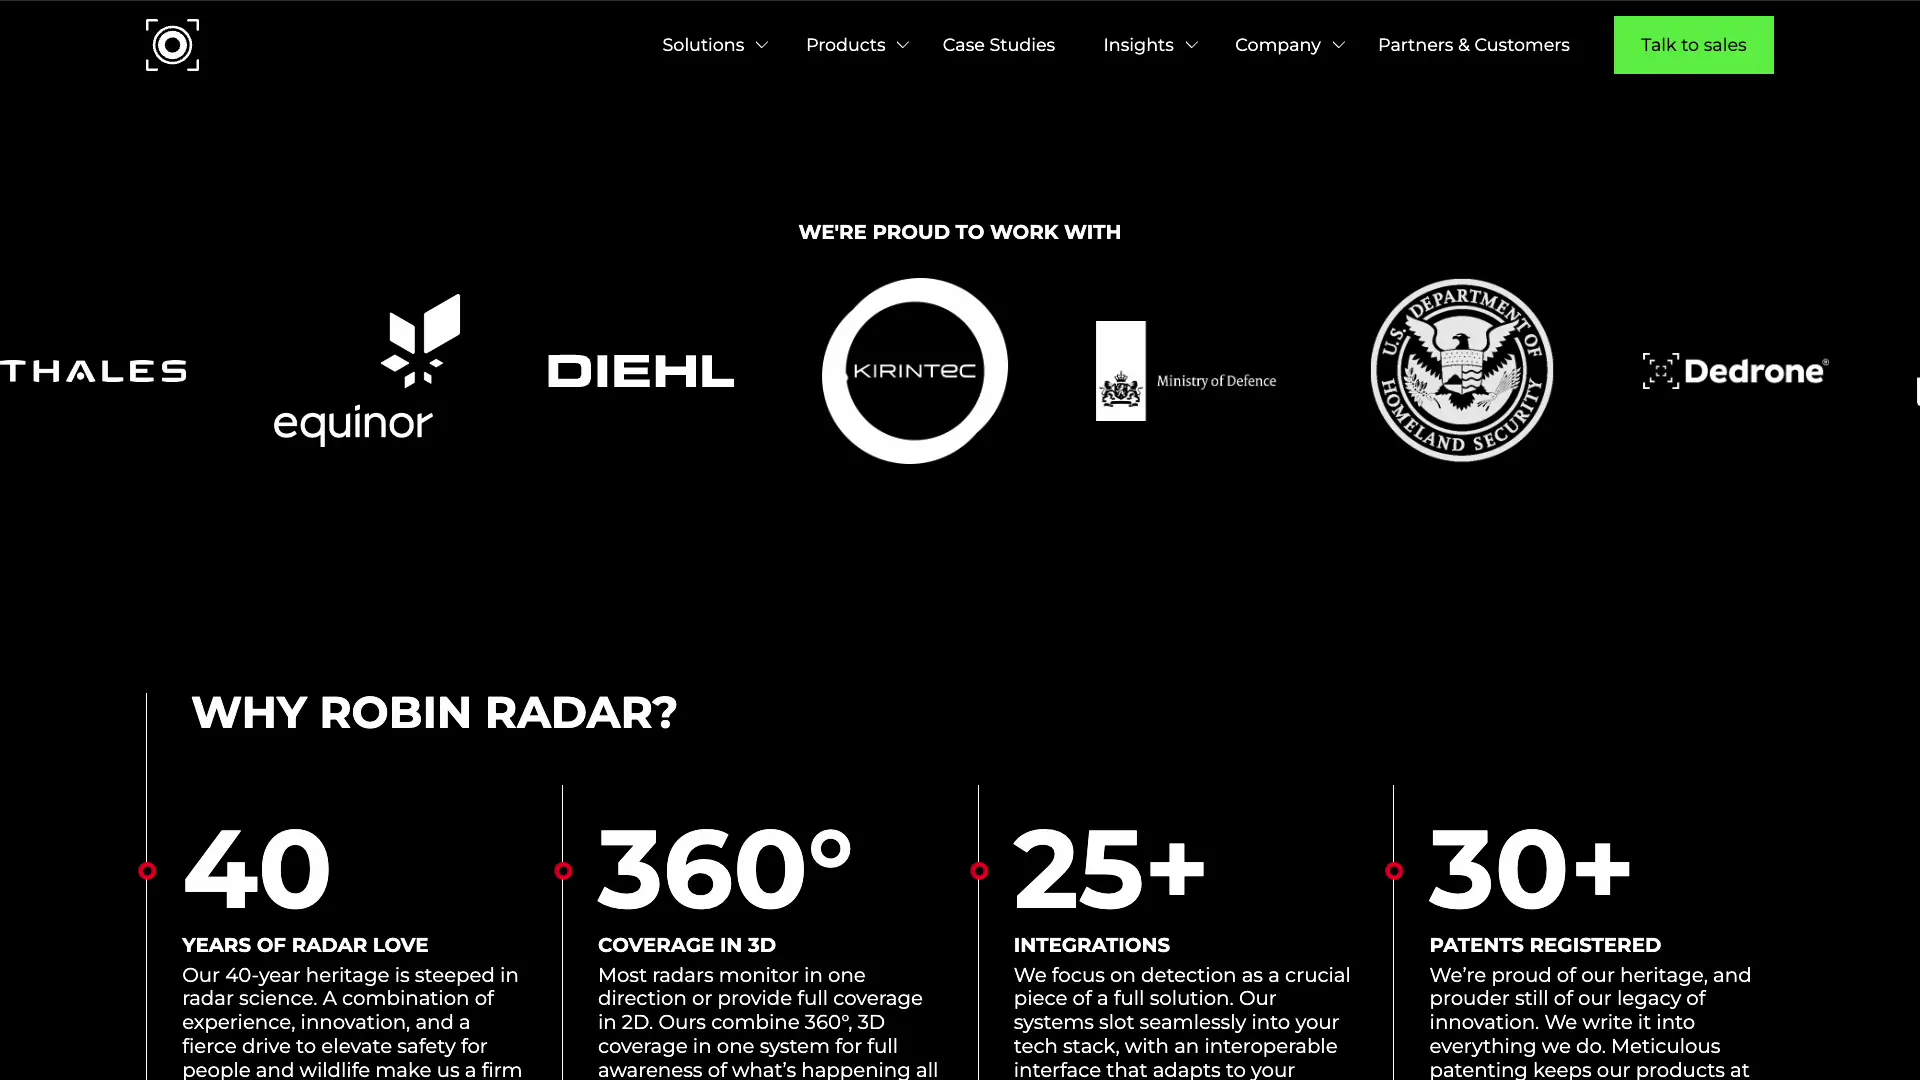 Solutions
Products
Case Studies
Insights
Company
Partners & Customers
Talk to sales
WE'RE PROUD TO WORK WITH
THALES
equinor
DIEHL
KIRINTEC
Ministry of Defence
U.S. DEPARTMENT OF
HOMELAND SECURITY
Dedrone®
WHY ROBIN RADAR?
40
YEARS OF RADAR LOVE
Our 40-year heritage is steeped in
radar science. A combination of
experience, innovation, and a
fierce drive to elevate safety for
people and wildlife make us a firm
360°
COVERAGE IN 3D
Most radars monitor in one
direction or provide full coverage
in 2D. Ours combine 360°, 3D
coverage in one system for full
awareness of what’s happening all
25+
INTEGRATIONS
We focus on detection as a crucial
piece of a full solution. Our
systems slot seamlessly into your
tech stack, with an interoperable
interface that adapts to your
30+
PATENTS REGISTERED
We’re proud of our heritage, and
prouder still of our legacy of
innovation. We write it into
everything we do. Meticulous
patenting keeps our products at